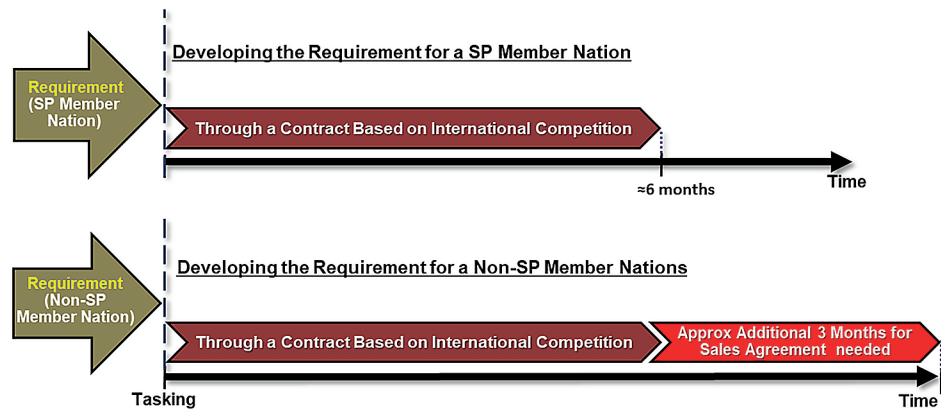 Developing the Requirement for a SP Member Nation
Requirement
(SP Member
Nation)
Through a Contract Based on International Competition
≈6 months
Time
Developing the Requirement for a Non-SP Member Nations
Requirement
(Non-SP
Member Nation)
Through a Contract Based on International Competition
Approx Additional 3 Months for
Sales Agreement needed
Tasking
Time